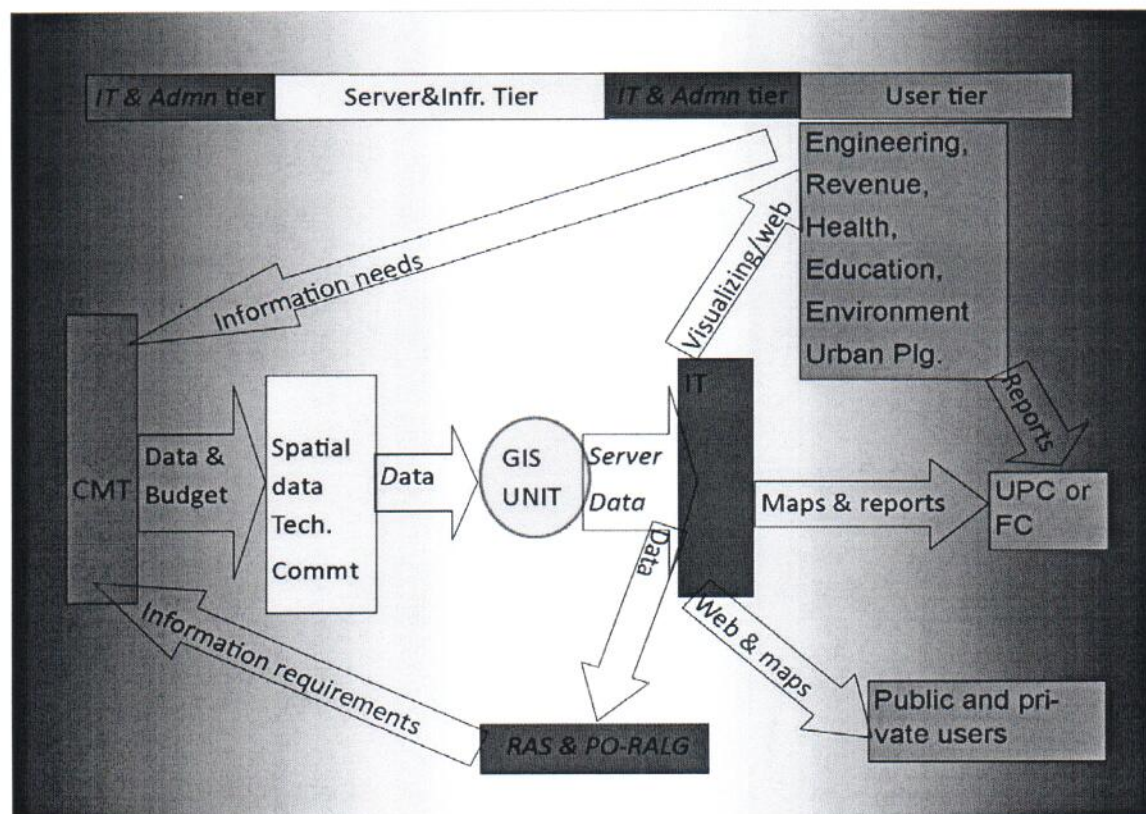 IT & Admn tier
Server&Infr. Tier
IT & Admn tier
User tier
Engineering,
Revenue,
Health,
Education,
Environment
Urban Plg.
Information needs
Visualizing/web
Reports
IT
CMT
Data &
Budget
Spatial
data
Tech.
Commt
Data
GIS
UNIT
Server
Data
Maps & reports
UPC or
FC
Data
Web & maps
Information requirements
RAS & PO-RALG
Public and pri-
vate users